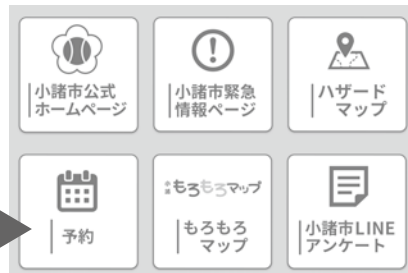 小諸市公式
ホームページ
小諸市緊急
情報ページ
ハザード
マップ
予約
小諸もろもろマップ
もろもろ
マップ
小諸市LINE
アンケート